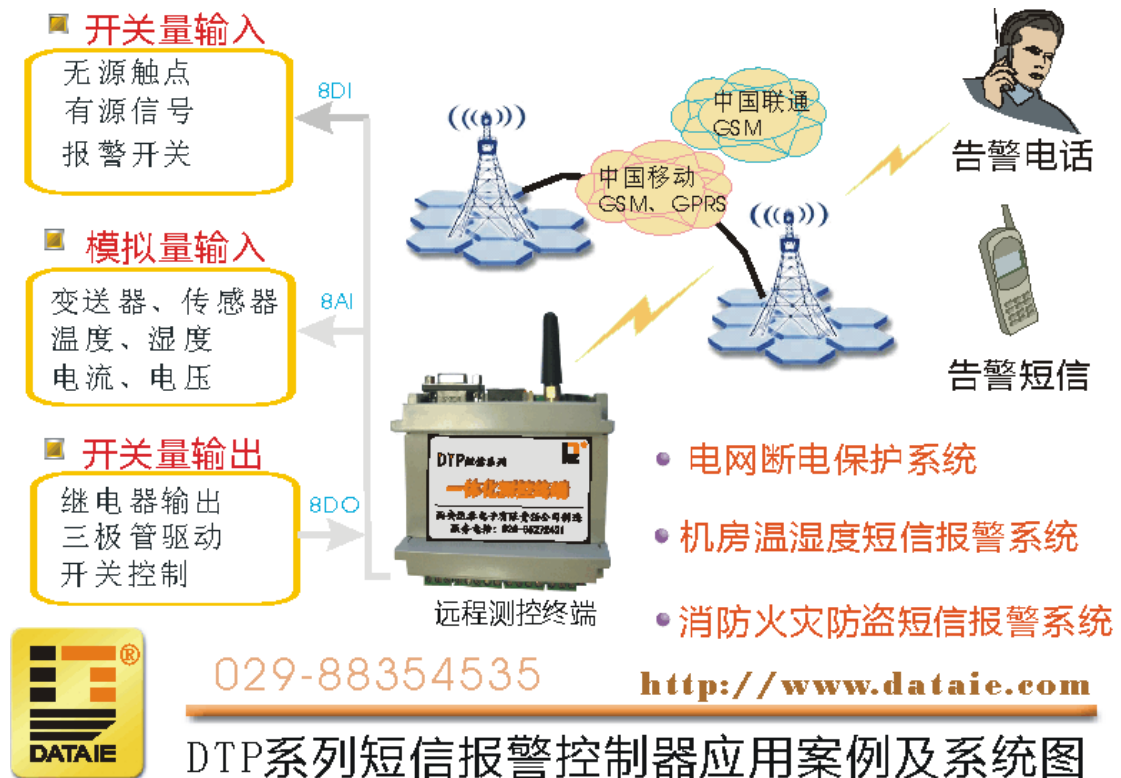 开关量输入
无源触点
有源信号
报警开关
8DI
模拟量输入
变送器、传感器
温度、湿度
电流、电压
8AI
开关量输出
继电器输出
三极管驱动
开关控制
8DO
中国联通
GSM
中国移动
GSM、GPRS
告警电话
告警短信
DTP
一体化测控终端
远程测控终端
电网断电保护系统
机房温湿度短信报警系统
消防火灾防盗短信报警系统
®
DATAIE
029-88354535
http://www.dataie.com
DTP系列短信报警控制器应用案例及系统图